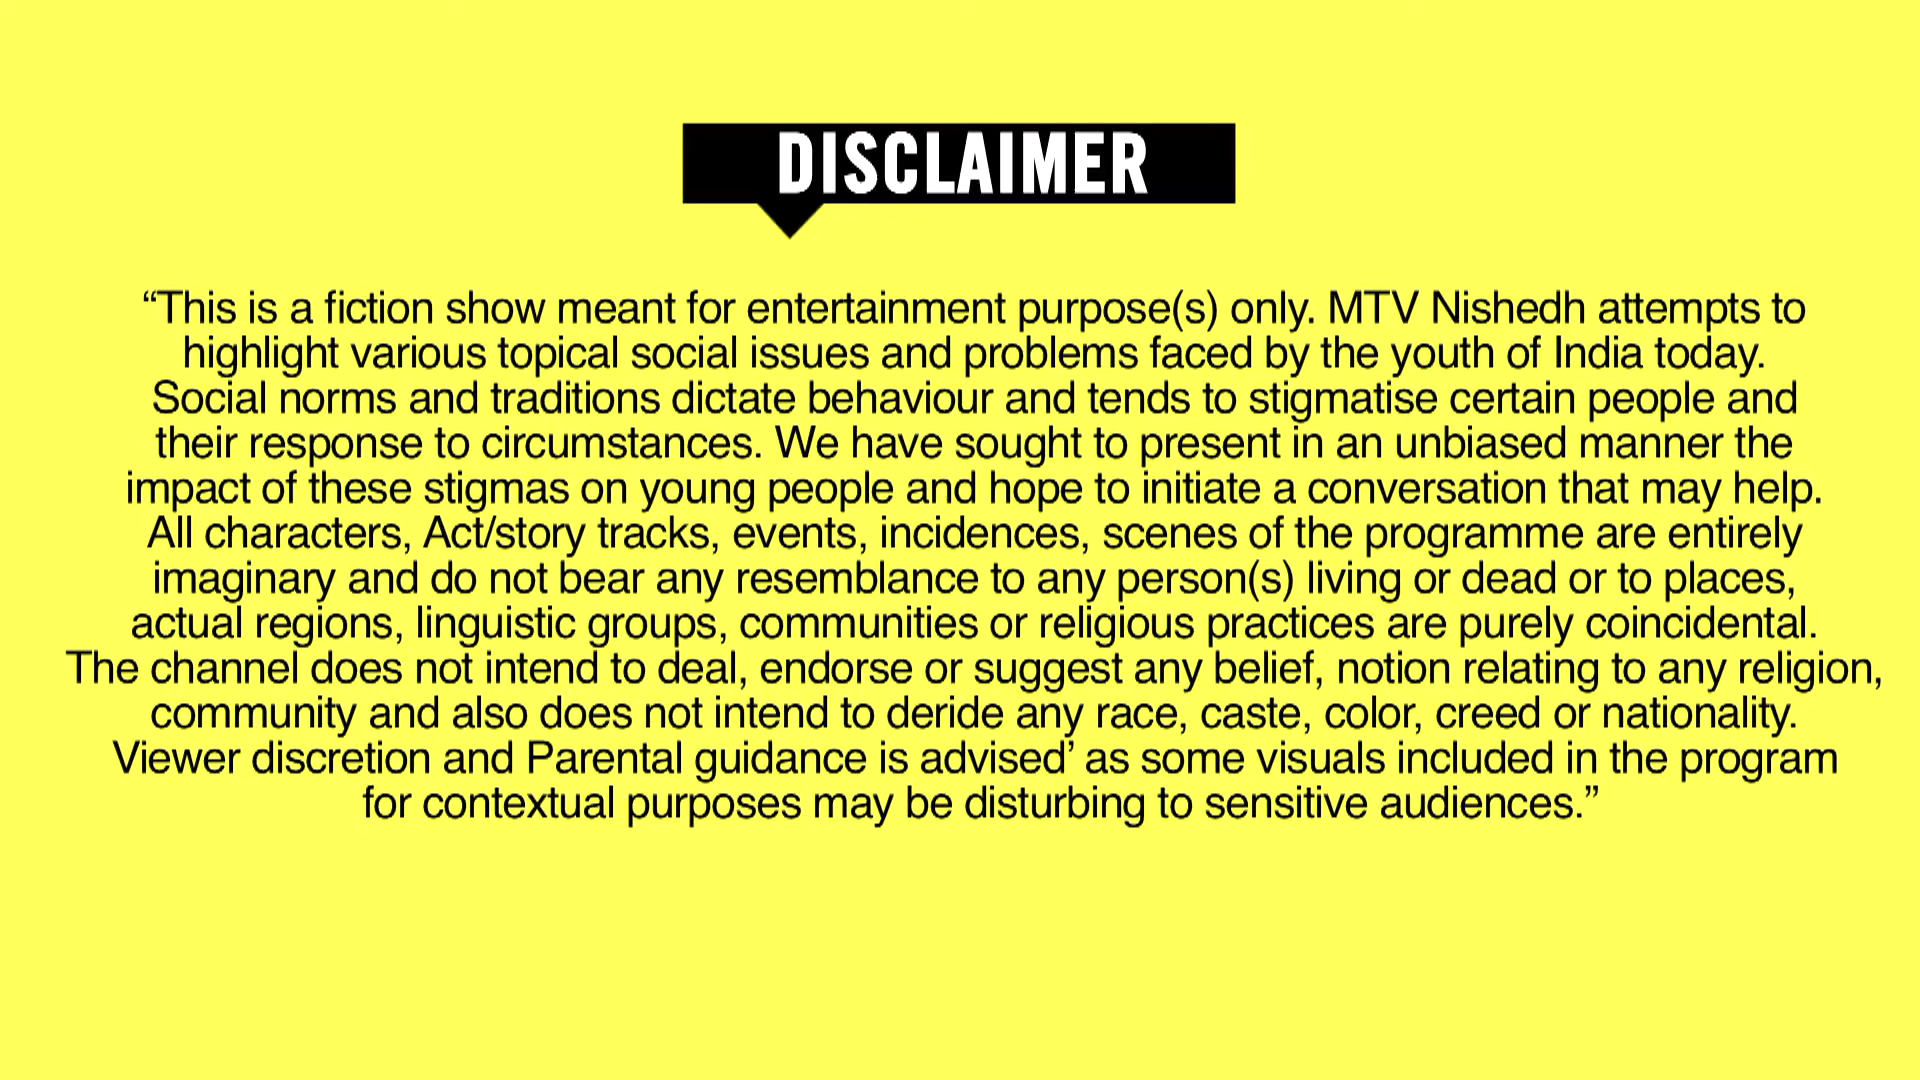 DISCLAIMER
“This is a fiction show meant for entertainment purpose(s) only. MTV Nishedh attempts to
highlight various topical social issues and problems faced by the youth of India today.
Social norms and traditions dictate behaviour and tends to stigmatise certain people and
their response to circumstances. We have sought to present in an unbiased manner the
impact of these stigmas on young people and hope to initiate a conversation that may help.
All characters, Act/story tracks, events, incidences, scenes of the programme are entirely
imaginary and do not bear any resemblance to any person(s) living or dead or to places,
actual regions, linguistic groups, communities or religious practices are purely coincidental.
The channel does not intend to deal, endorse or suggest any belief, notion relating to any religion,
community and also does not intend to deride any race, caste, color, creed or nationality.
Viewer discretion and Parental guidance is advised’ as some visuals included in the program
for contextual purposes may be disturbing to sensitive audiences.”